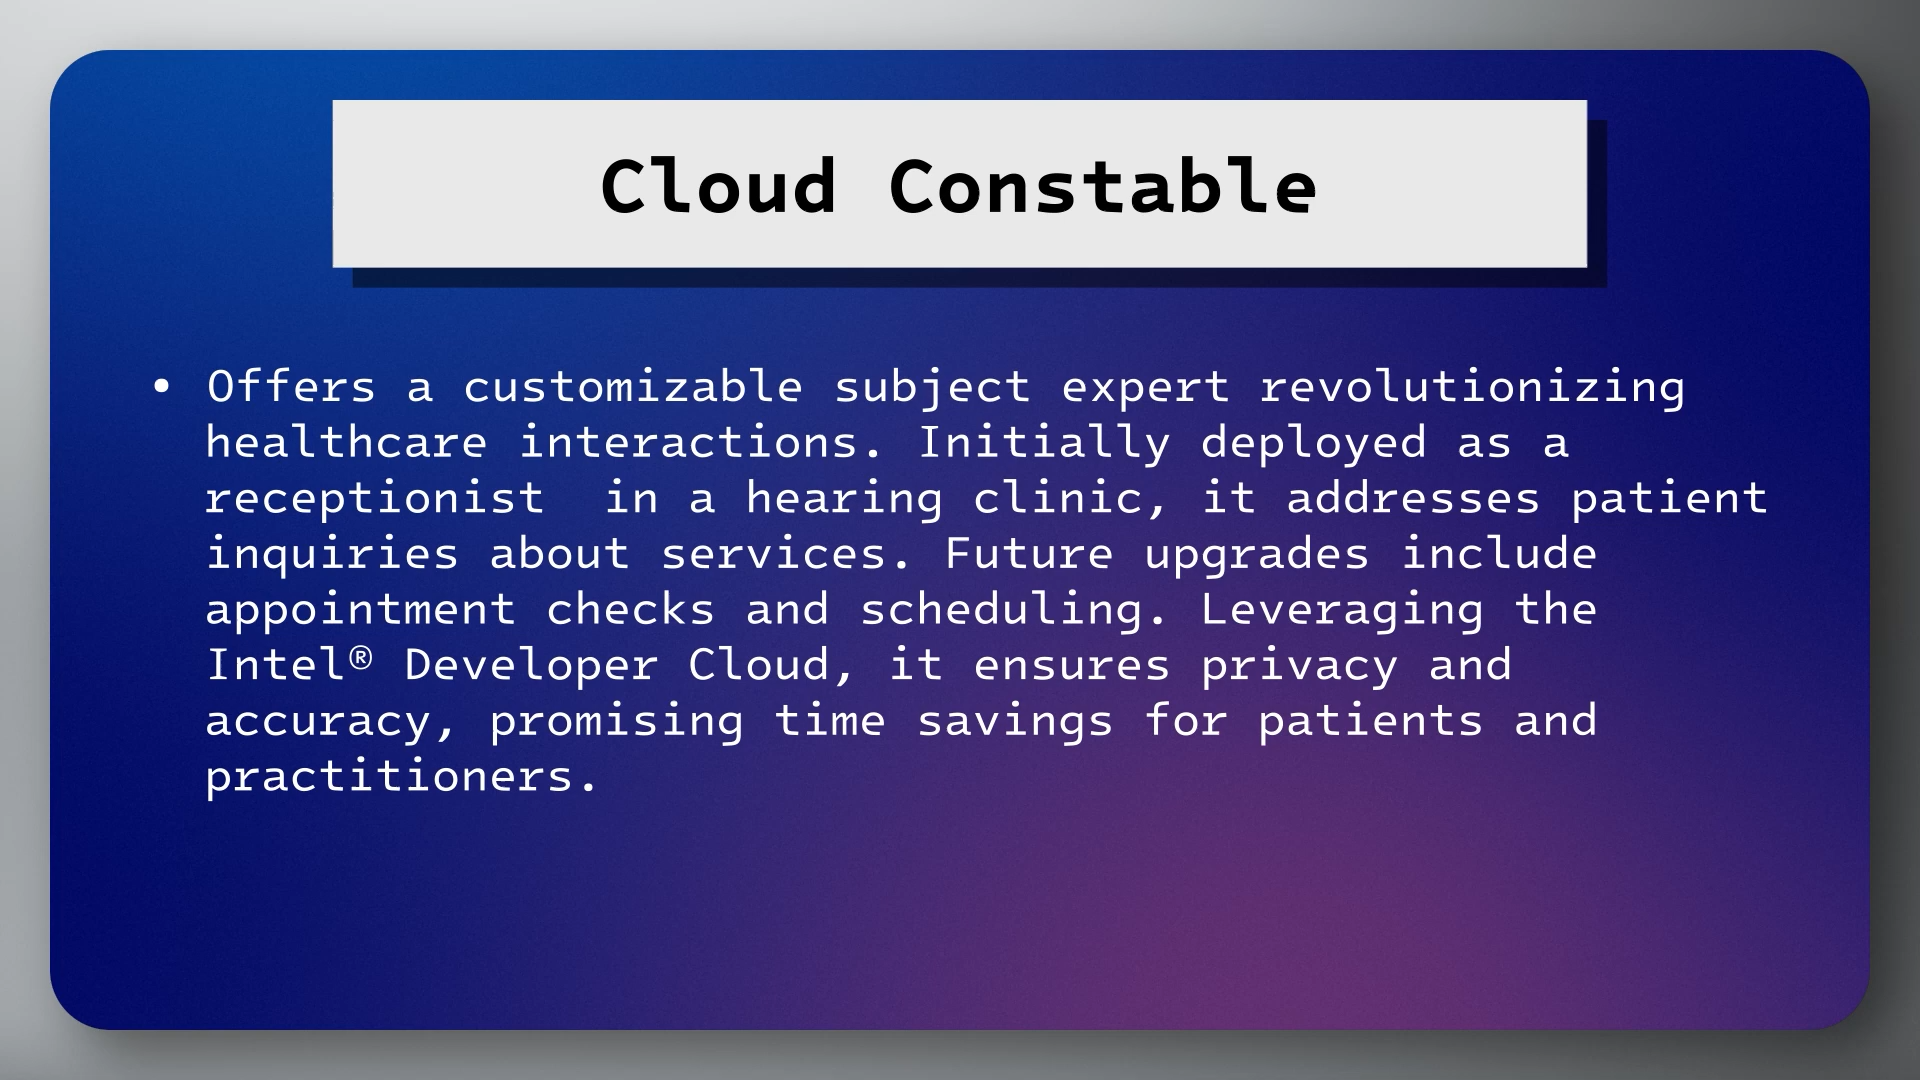 Cloud Constable
• Offers a customizable subject expert revolutionizing
healthcare interactions. Initially deployed as a
receptionist  in a hearing clinic, it addresses patient
inquiries about services. Future upgrades include
appointment checks and scheduling. Leveraging the
Intel® Developer Cloud, it ensures privacy and
accuracy, promising time savings for patients and
practitioners.